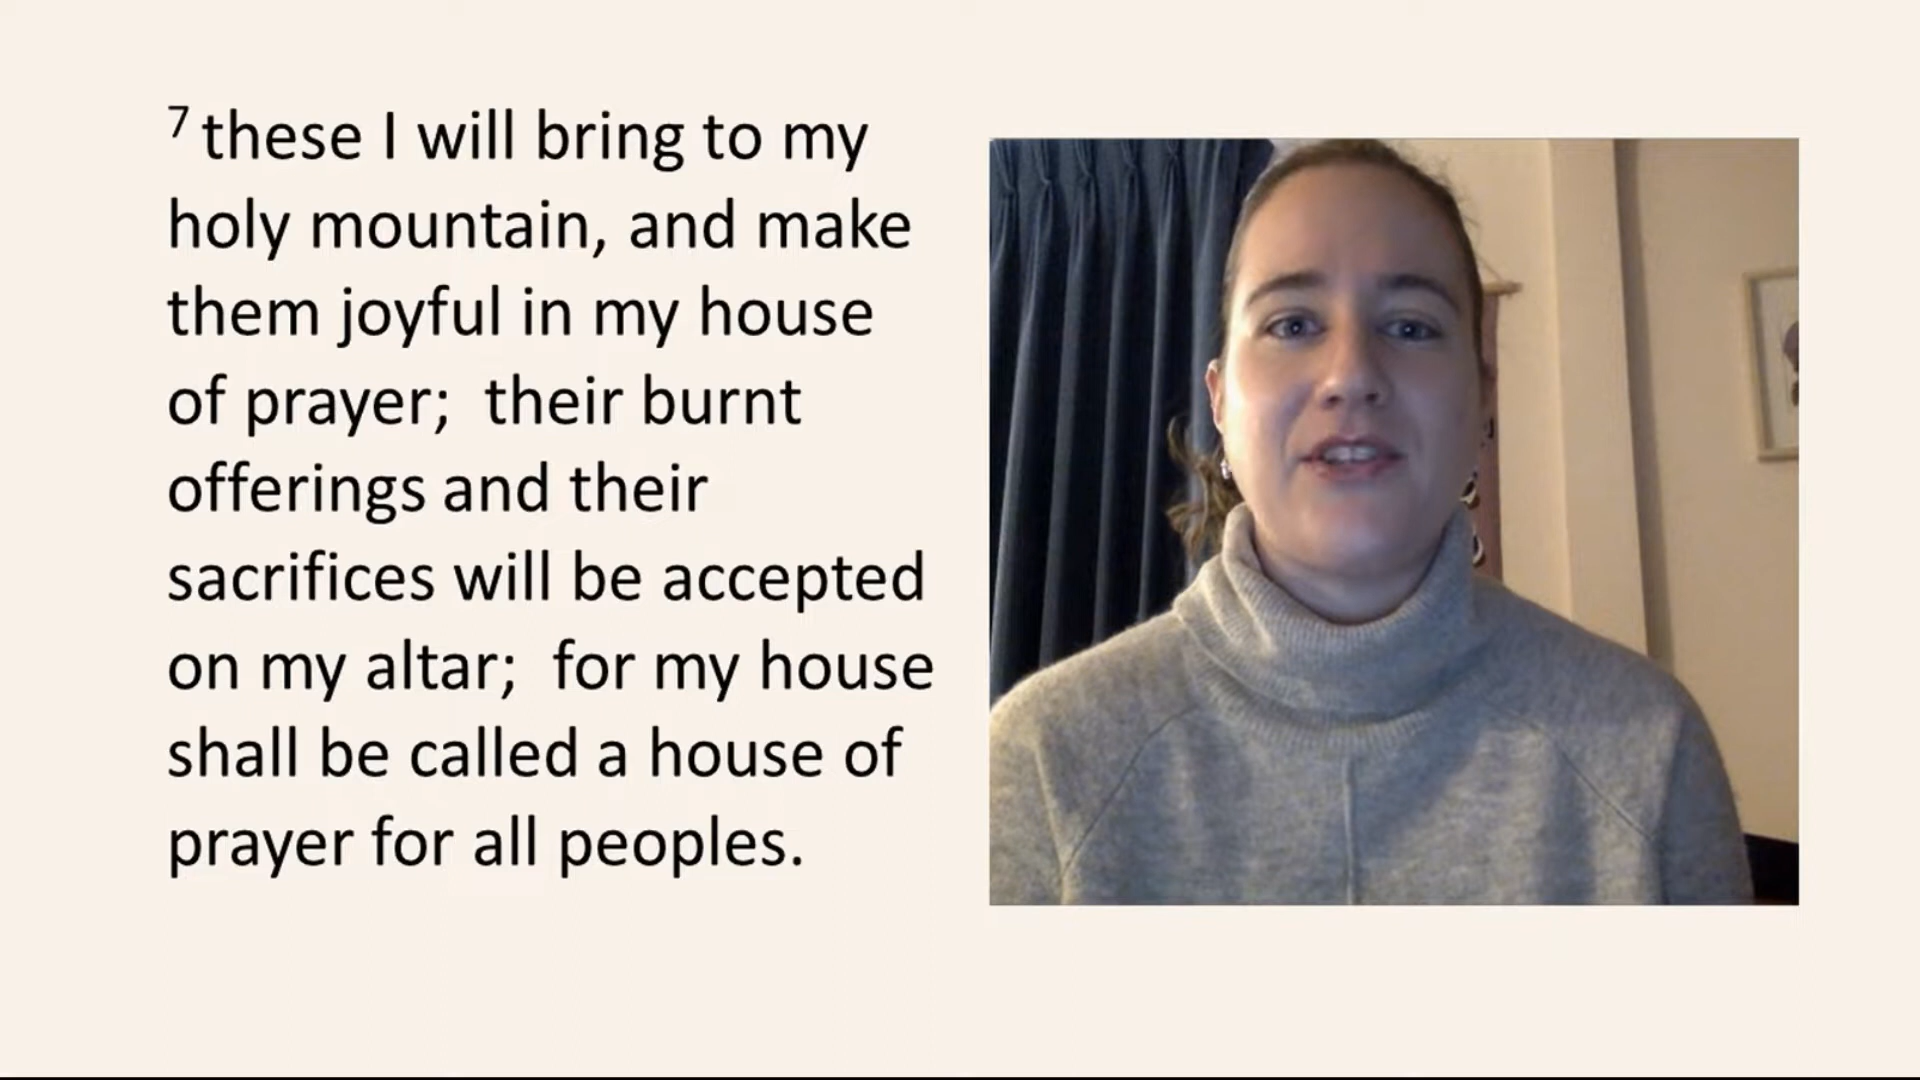 7 these I will bring to my
holy mountain, and make
them joyful in my house
of prayer; their burnt
offerings and their
sacrifices will be accepted
on my altar; for my house
shall be called a house of
prayer for all peoples.